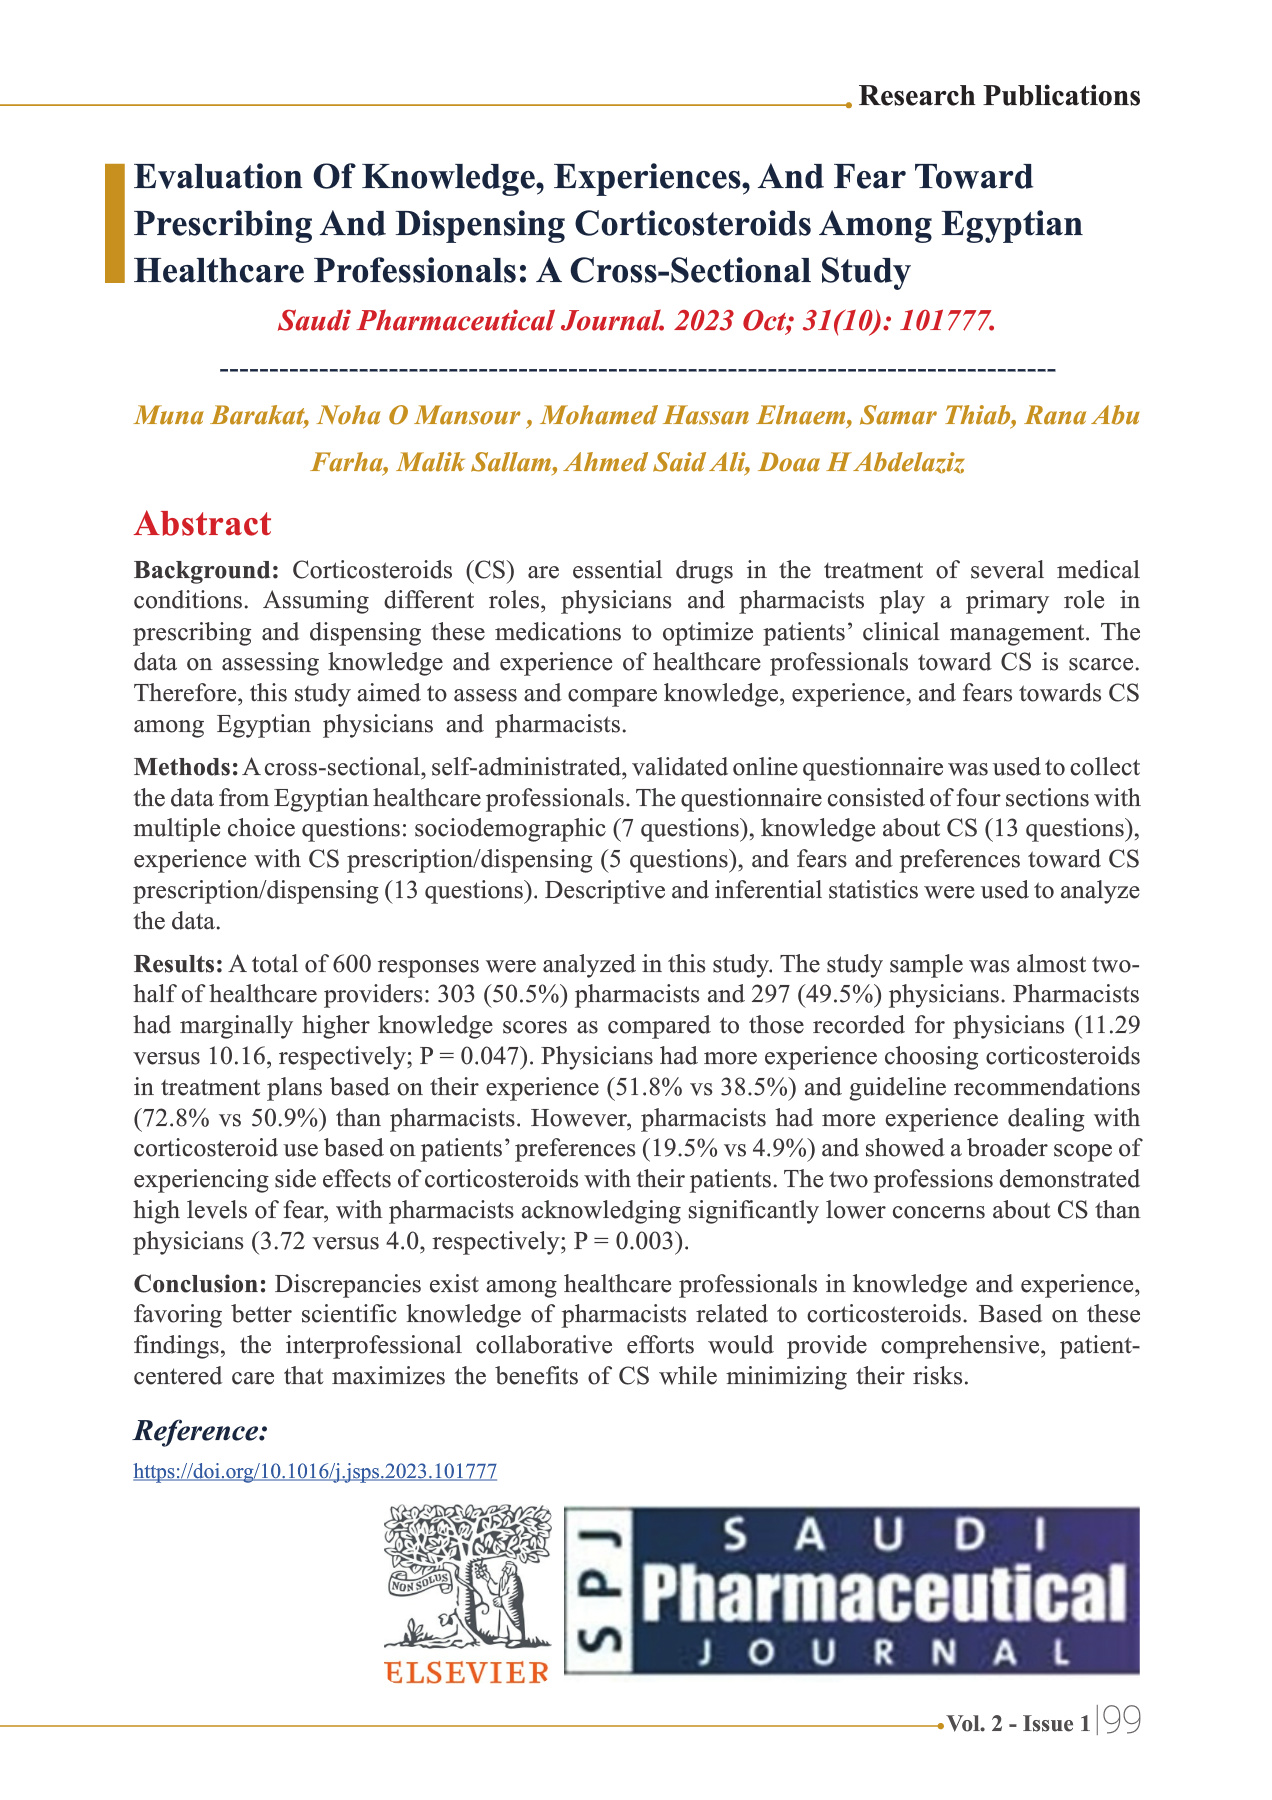 Research Publications
Evaluation Of Knowledge, Experiences, And Fear Toward
Prescribing And Dispensing Corticosteroids Among Egyptian
Healthcare Professionals: A Cross-Sectional Study
Saudi Pharmaceutical Journal. 2023 Oct; 31(10): 101777.
-------------------------------------------------------------------------------------
Muna Barakat, Noha O Mansour , Mohamed Hassan Elnaem, Samar Thiab, Rana Abu
Farha, Malik Sallam, Ahmed Said Ali, Doaa H Abdelaziz
Abstract
Background: Corticosteroids (CS) are essential drugs in the treatment of several medical
conditions. Assuming different roles, physicians and pharmacists play a primary role in
prescribing and dispensing these medications to optimize patients’ clinical management. The
data on assessing knowledge and experience of healthcare professionals toward CS is scarce.
Therefore, this study aimed to assess and compare knowledge, experience, and fears towards CS
among Egyptian physicians and pharmacists.
Methods: A cross-sectional, self-administrated, validated online questionnaire was used to collect
the data from Egyptian healthcare professionals. The questionnaire consisted of four sections with
multiple choice questions: sociodemographic (7 questions), knowledge about CS (13 questions),
experience with CS prescription/dispensing (5 questions), and fears and preferences toward CS
prescription/dispensing (13 questions). Descriptive and inferential statistics were used to analyze
the data.
Results: A total of 600 responses were analyzed in this study. The study sample was almost two-
half of healthcare providers: 303 (50.5%) pharmacists and 297 (49.5%) physicians. Pharmacists
had marginally higher knowledge scores as compared to those recorded for physicians (11.29
versus 10.16, respectively; P = 0.047). Physicians had more experience choosing corticosteroids
in treatment plans based on their experience (51.8% vs 38.5%) and guideline recommendations
(72.8% vs 50.9%) than pharmacists. However, pharmacists had more experience dealing with
corticosteroid use based on patients’ preferences (19.5% vs 4.9%) and showed a broader scope of
experiencing side effects of corticosteroids with their patients. The two professions demonstrated
high levels of fear, with pharmacists acknowledging significantly lower concerns about CS than
physicians (3.72 versus 4.0, respectively; P = 0.003).
Conclusion: Discrepancies exist among healthcare professionals in knowledge and experience,
favoring better scientific knowledge of pharmacists related to corticosteroids. Based on these
findings, the interprofessional collaborative efforts would provide comprehensive, patient-
centered care that maximizes the benefits of CS while minimizing their risks.
Reference:
https://doi.org/10.1016/j.jsps.2023.101777
NON SOLUS
ELSEVIER
SPJ
SAUDI
Pharmaceutical
JOURNAL
Vol. 2 - Issue 1|99